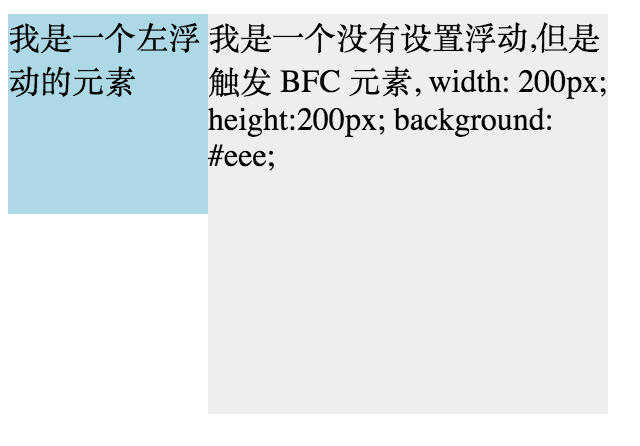 我是一个左浮
动的元素
我是一个没有设置浮动,但是
触发 BFC 元素, width: 200px;
height:200px; background:
#eee;